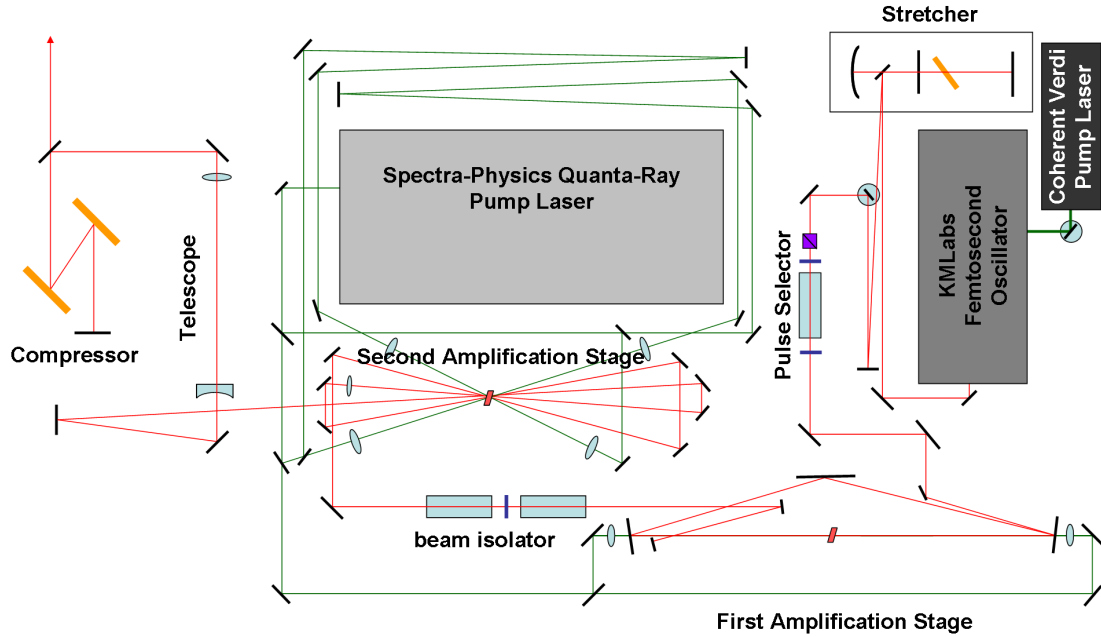 Stretcher
Coherent Verdi
Pump Laser
Spectra-Physics Quanta-Ray
Pump Laser
KMLabs
Femtosecond
Oscillator
Pulse Selector
Telescope
Compressor
Second Amplification Stage
beam isolator
First Amplification Stage